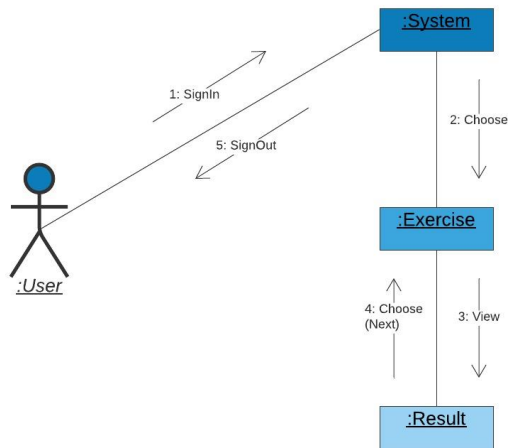 :System
1: SignIn
2: Choose
5: SignOut
:Exercise
:User
4: Choose
(Next)
3: View
:Result